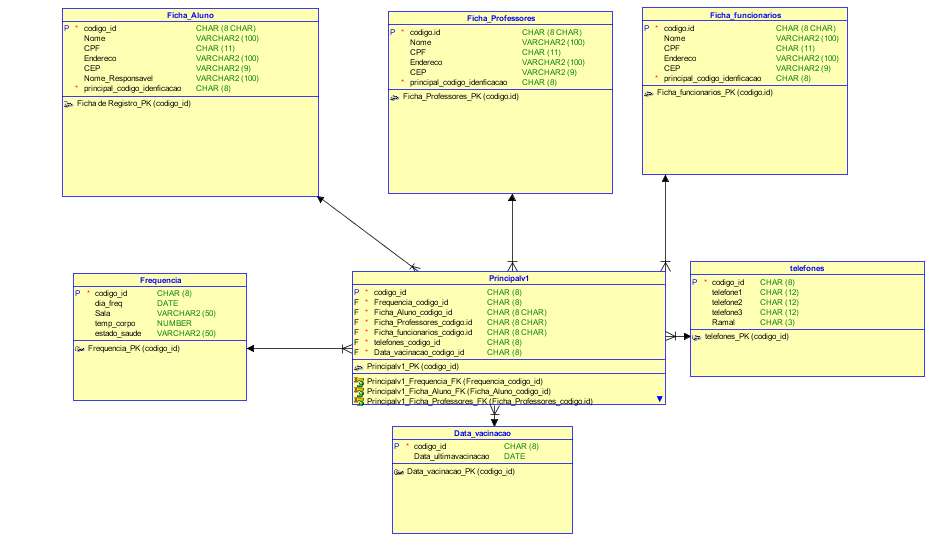 Ficha_Aluno
P * codigo_id CHAR (8 CHAR)
Nome VARCHAR2 (100)
CPF CHAR (11)
Endereco VARCHAR2 (100)
CEP VARCHAR2 (9)
Nome_Responsavel VARCHAR2 (100)
* principal_codigo_idenficacao CHAR (8)
Ficha de Registro_PK (codigo_id)
Ficha_Professores
P * codigo.id CHAR (8 CHAR)
Nome VARCHAR2 (100)
CPF CHAR (11)
Endereco VARCHAR2 (100)
CEP VARCHAR2 (9)
* principal_codigo_idenficacao CHAR (8)
Ficha_Professores_PK (codigo.id)
Ficha_funcionarios
P * codigo.id CHAR (8 CHAR)
Nome VARCHAR2 (100)
CPF CHAR (11)
Endereco VARCHAR2 (100)
CEP VARCHAR2 (9)
* principal_codigo_idenficacao CHAR (8)
Ficha_funcionarios_PK (codigo.id)
Frequencia
P * codigo_id CHAR (8)
dia_freq DATE
Sala VARCHAR2 (50)
temp_corpo NUMBER
estado_saude VARCHAR2 (50)
Frequencia_PK (codigo_id)
Principalv1
P * codigo_id CHAR (8)
F * Frequencia_codigo_id CHAR (8)
F * Ficha_Aluno_codigo_id CHAR (8 CHAR)
F * Ficha_Professores_codigo.id CHAR (8 CHAR)
F * Ficha_funcionarios_codigo.id CHAR (8 CHAR)
F * telefones_codigo_id CHAR (8)
F * Data_vacinacao_codigo_id CHAR (8)
Principalv1_PK (codigo_id)
Principalv1_Frequencia_FK (Frequencia_codigo_id)
Principalv1_Ficha_Aluno_FK (Ficha_Aluno_codigo_id)
Principalv1_Ficha_Professores_FK (Ficha_Professores_codigo.id)
telefones
P * codigo_id CHAR (8)
telefone1 CHAR (12)
telefone2 CHAR (12)
telefone3 CHAR (12)
Ramal CHAR (3)
telefones_PK (codigo_id)
Data_vacinacao
P * codigo_id CHAR (8)
Data_ultimavacinacao DATE
Data_vacinacao_PK (codigo_id)